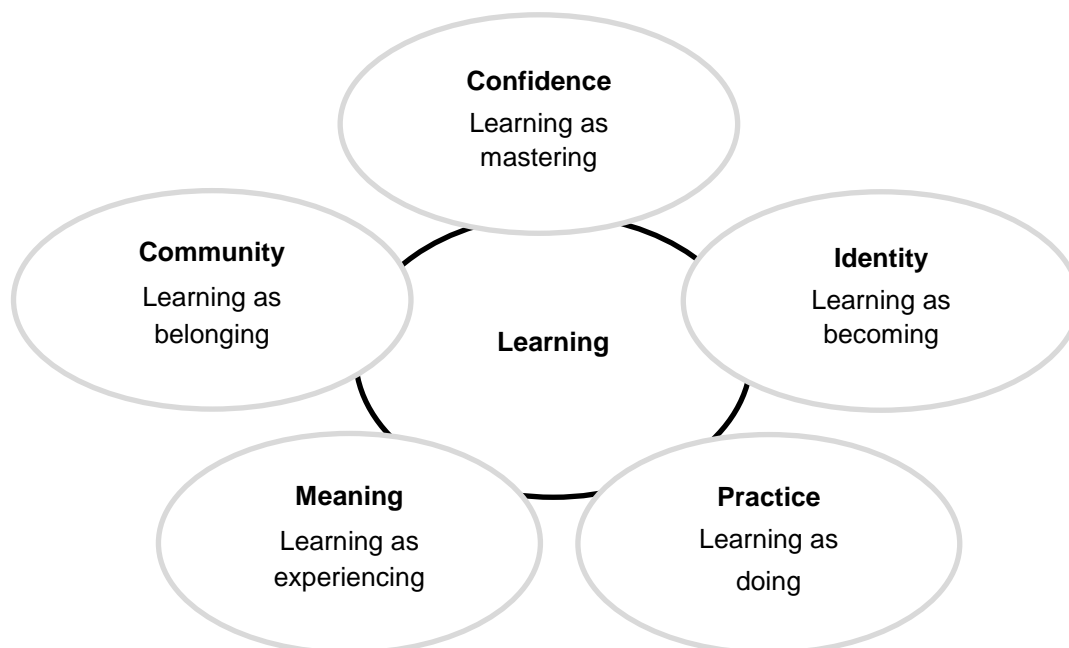 Confidence
Learning as
mastering
Community
Learning as
belonging
Identity
Learning as
becoming
Learning
Meaning
Learning as
experiencing
Practice
Learning as
doing